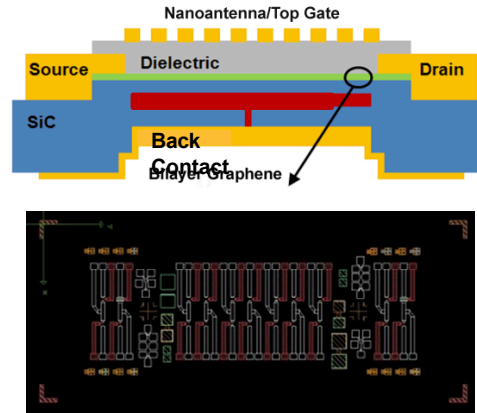 Nanoantenna/Top Gate
Source
Dielectric
Drain
SiC
Back
Contact
Bilayer Graphene